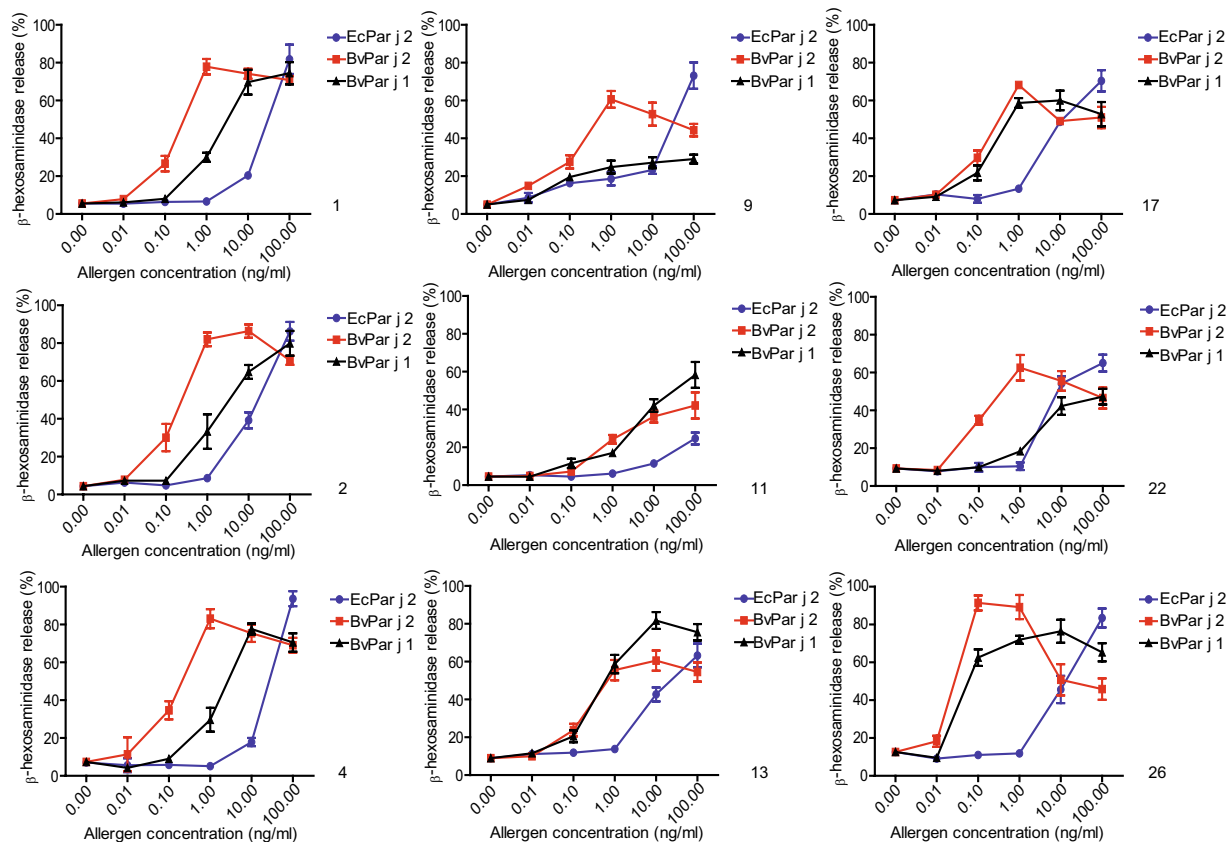 β-hexosaminidase release (%)
100
80
60
40
20
0
0.00
0.01
0.10
1.00
10.00
100.00
Allergen concentration (ng/ml)
EcPar j 2
BvPar j 2
BvPar j 1
1
β-hexosaminidase release (%)
100
80
60
40
20
0
0.00
0.01
0.10
1.00
10.00
100.00
Allergen concentration (ng/ml)
EcPar j 2
BvPar j 2
BvPar j 1
9
β-hexosaminidase release (%)
100
80
60
40
20
0
0.00
0.01
0.10
1.00
10.00
100.00
Allergen concentration (ng/ml)
EcPar j 2
BvPar j 2
BvPar j 1
17
β-hexosaminidase release (%)
100
80
60
40
20
0
0.00
0.01
0.10
1.00
10.00
100.00
Allergen concentration (ng/ml)
EcPar j 2
BvPar j 2
BvPar j 1
2
β-hexosaminidase release (%)
100
80
60
40
20
0
0.00
0.01
0.10
1.00
10.00
100.00
Allergen concentration (ng/ml)
EcPar j 2
BvPar j 2
BvPar j 1
11
β-hexosaminidase release (%)
100
80
60
40
20
0
0.00
0.01
0.10
1.00
10.00
100.00
Allergen concentration (ng/ml)
EcPar j 2
BvPar j 2
BvPar j 1
22
β-hexosaminidase release (%)
100
80
60
40
20
0
0.00
0.01
0.10
1.00
10.00
100.00
Allergen concentration (ng/ml)
EcPar j 2
BvPar j 2
BvPar j 1
4
β-hexosaminidase release (%)
100
80
60
40
20
0
0.00
0.01
0.10
1.00
10.00
100.00
Allergen concentration (ng/ml)
EcPar j 2
BvPar j 2
BvPar j 1
13
β-hexosaminidase release (%)
100
80
60
40
20
0
0.00
0.01
0.10
1.00
10.00
100.00
Allergen concentration (ng/ml)
EcPar j 2
BvPar j 2
BvPar j 1
26